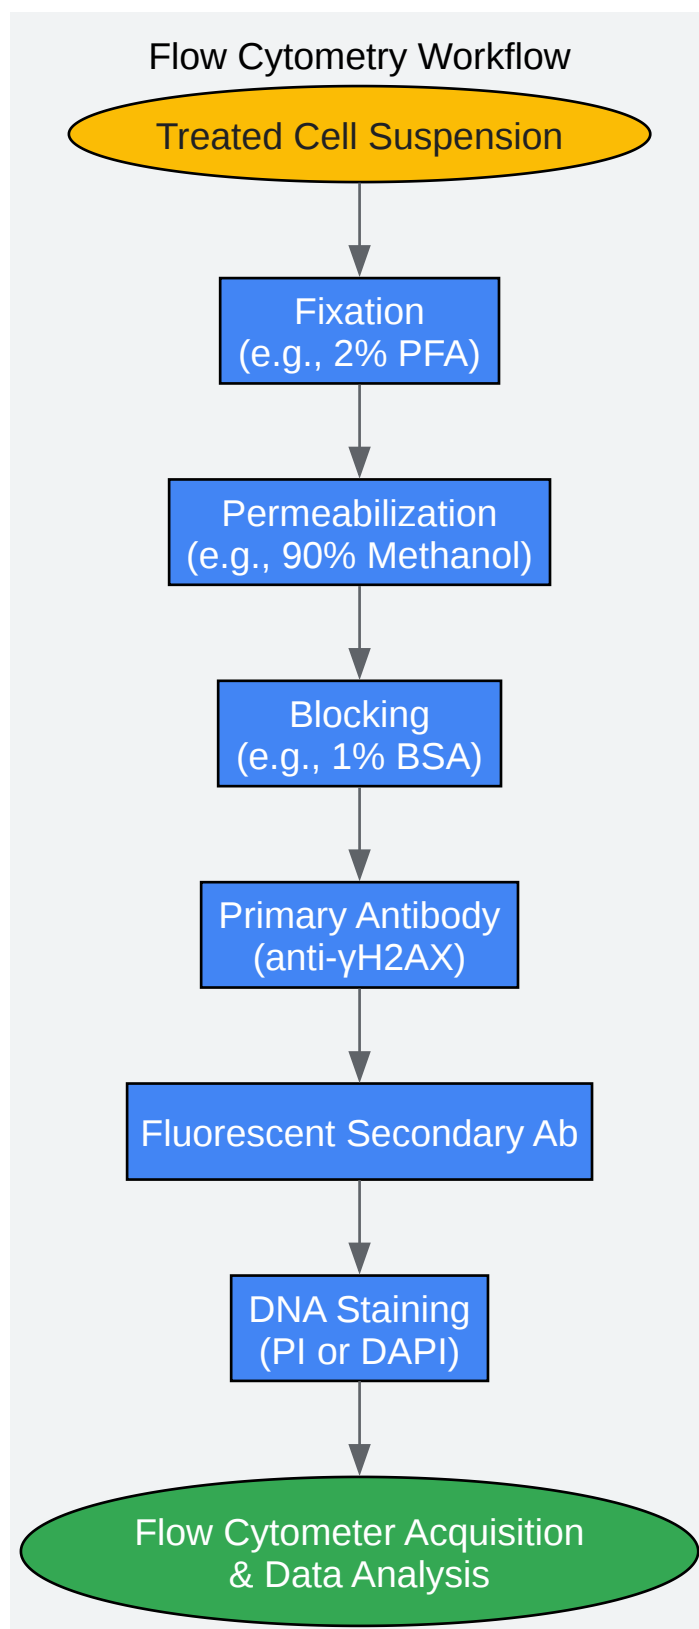 Flow Cytometry Workflow
Treated Cell Suspension
Fixation
(e.g., 2% PFA)
Permeabilization
(e.g., 90% Methanol)
Blocking
(e.g., 1% BSA)
Primary Antibody
(anti-γH2AX)
Fluorescent Secondary Ab
DNA Staining
(PI or DAPI)
Flow Cytometer Acquisition
& Data Analysis